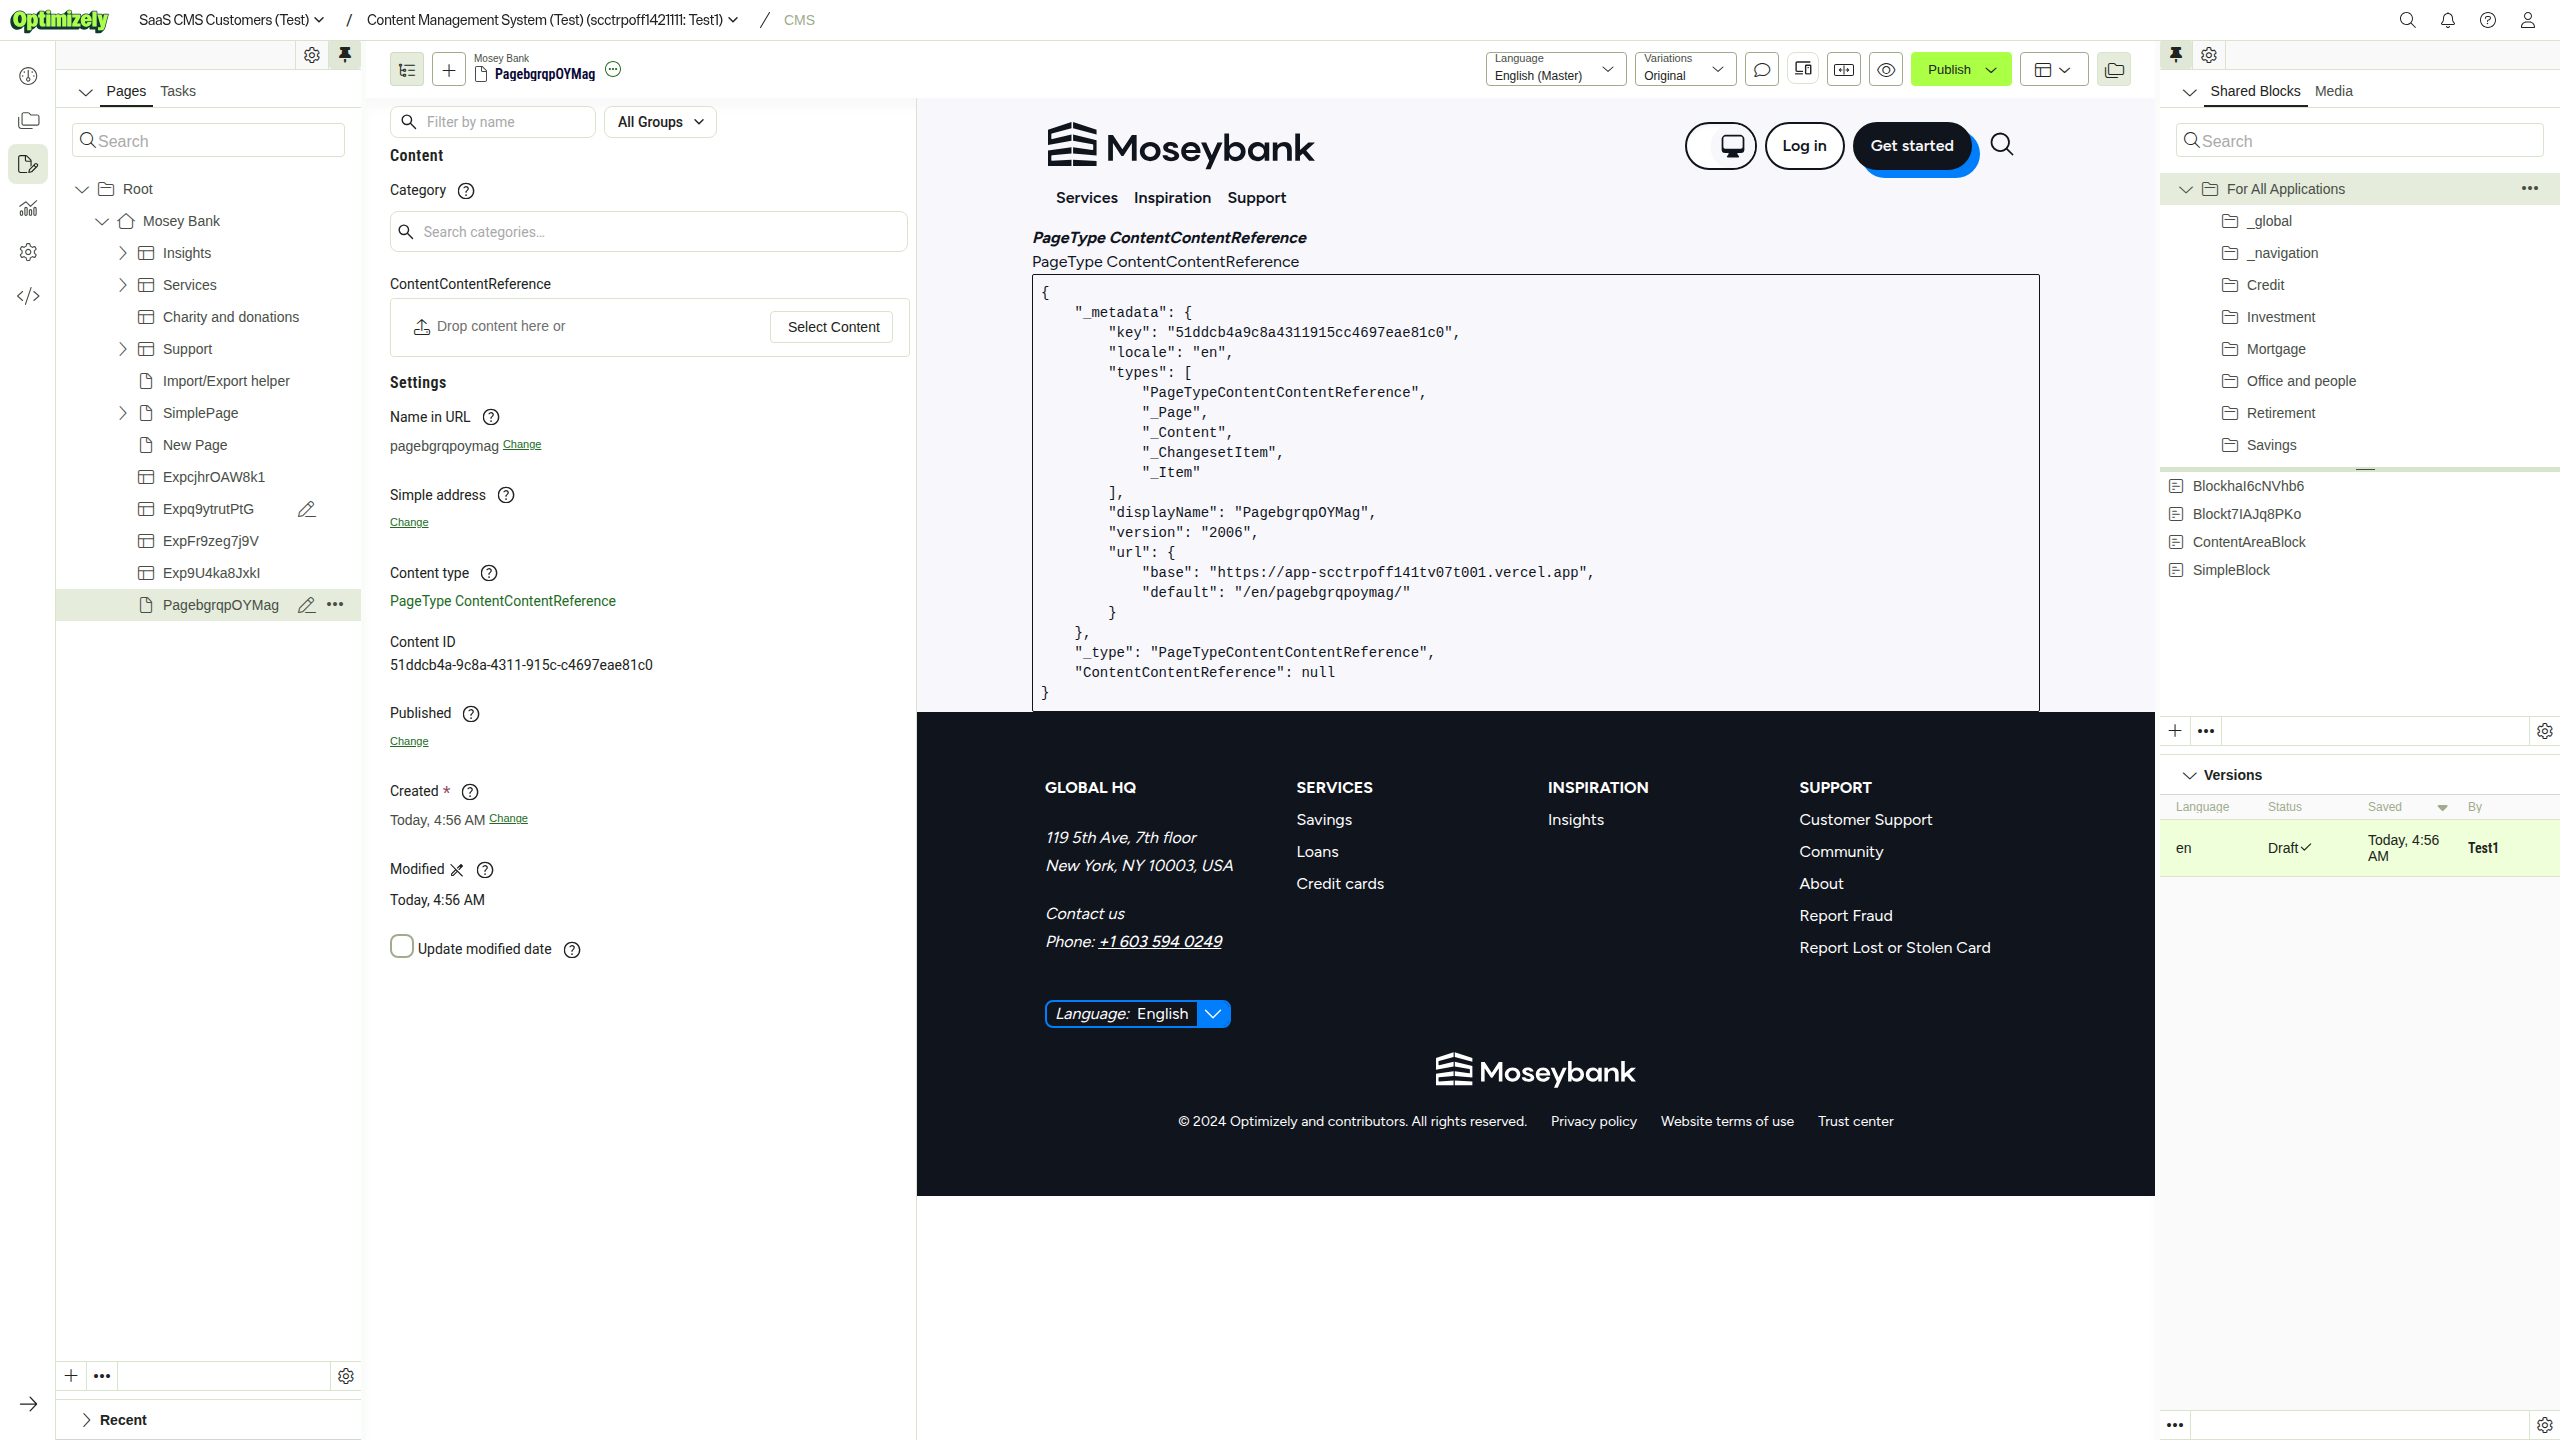 Optimizely
SaaS CMS Customers (Test) / Content Management System (Test) (scctrpoff1421111: Test1) / CMS
Pages Tasks
Search
Root
Mosey Bank
Insights
Services
Charity and donations
Support
Import/Export helper
SimplePage
New Page
ExpcjhrOAW8k1
Expq9ytrutPtG
ExpFr9zeg7j9V
Exp9U4ka8JxkI
PagebgrqpOYMag
Recent
Mosey Bank
PagebgrqpOYMag
Language
English (Master)
Variations
Original
Publish
Filter by name
All Groups
Content
Category
Search categories...
ContentContentReference
Drop content here or
Select Content
Settings
Name in URL
pagebgrqpoymag Change
Simple address
Change
Content type
PageType ContentContentReference
Content ID
51ddcb4a-9c8a-4311-915c-c4697eae81c0
Published
Change
Created *
Today, 4:56 AM Change
Modified
Today, 4:56 AM
Update modified date
Moseybank
Log in
Get started
Services Inspiration Support
PageType ContentContentReference
PageType ContentContentReference
{
"_metadata": {
"key": "51ddcb4a9c8a4311915cc4697eae81c0",
"locale": "en",
"types": [
"PageTypeContentContentReference",
"_Page",
"_Content",
"_ChangesetItem",
"_Item"
],
"displayName": "PagebgrqpOYMag",
"version": "2006",
"url": {
"base": "https://app-scctrpoff141tv07t001.vercel.app",
"default": "/en/pagebgrqpoymag/"
}
},
"_type": "PageTypeContentContentReference",
"ContentContentReference": null
}
GLOBAL HQ
119 5th Ave, 7th floor
New York, NY 10003, USA
Contact us
Phone: +1 603 594 0249
SERVICES
Savings
Loans
Credit cards
INSPIRATION
Insights
SUPPORT
Customer Support
Community
About
Report Fraud
Report Lost or Stolen Card
Language: English
Moseybank
© 2024 Optimizely and contributors. All rights reserved. Privacy policy Website terms of use Trust center
Shared Blocks Media
Search
For All Applications
_global
_navigation
Credit
Investment
Mortgage
Office and people
Retirement
Savings
BlockhaI6cNVhb6
Blockt7IAJq8PKo
ContentAreaBlock
SimpleBlock
Versions
Language Status Saved By
en Draft Today, 4:56 AM Test1